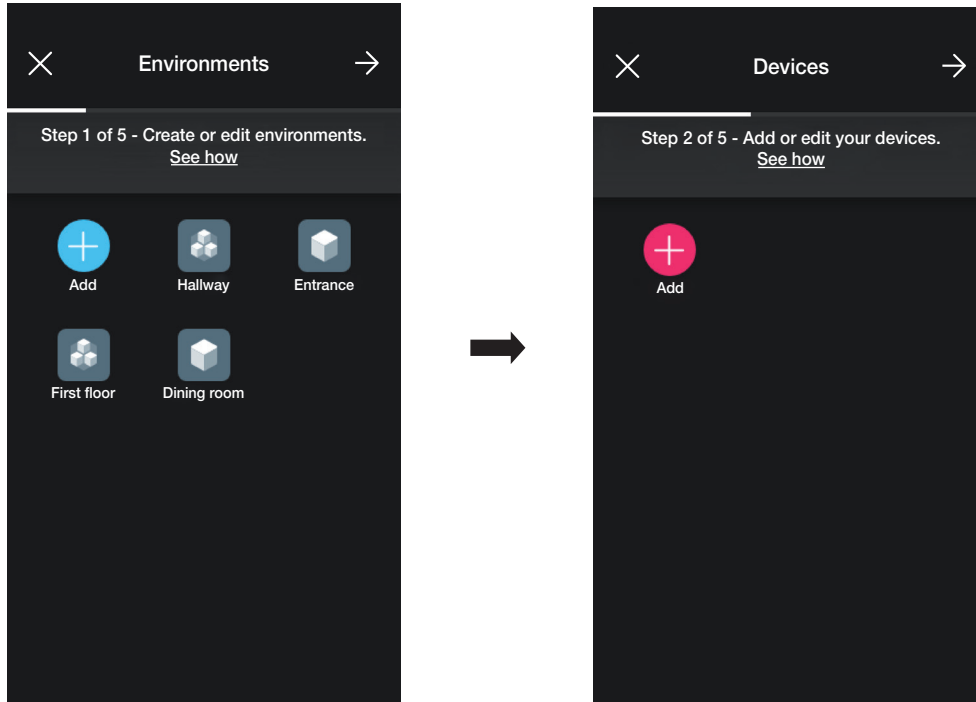 Environments
Step 1 of 5 - Create or edit environments.
See how
Add
Hallway
Entrance
First floor
Dining room
Devices
Step 2 of 5 - Add or edit your devices.
See how
Add